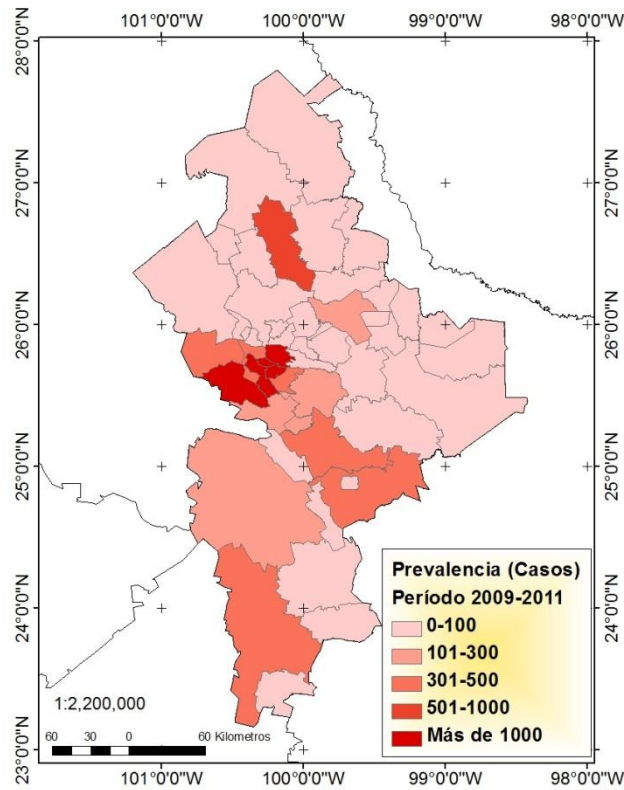 101°0'0"W 100°0'0"W 99°0'0"W 98°0'0"W
28°0'0"N 28°0'0"N
27°0'0"N 27°0'0"N
26°0'0"N 26°0'0"N
25°0'0"N 25°0'0"N
24°0'0"N 24°0'0"N
23°0'0"N 23°0'0"N
Prevalencia (Casos)
Período 2009-2011
0-100
101-300
301-500
501-1000
Más de 1000
1:2,200,000
60 30 0 60 Kilometros
101°0'0"W 100°0'0"W 99°0'0"W 98°0'0"W